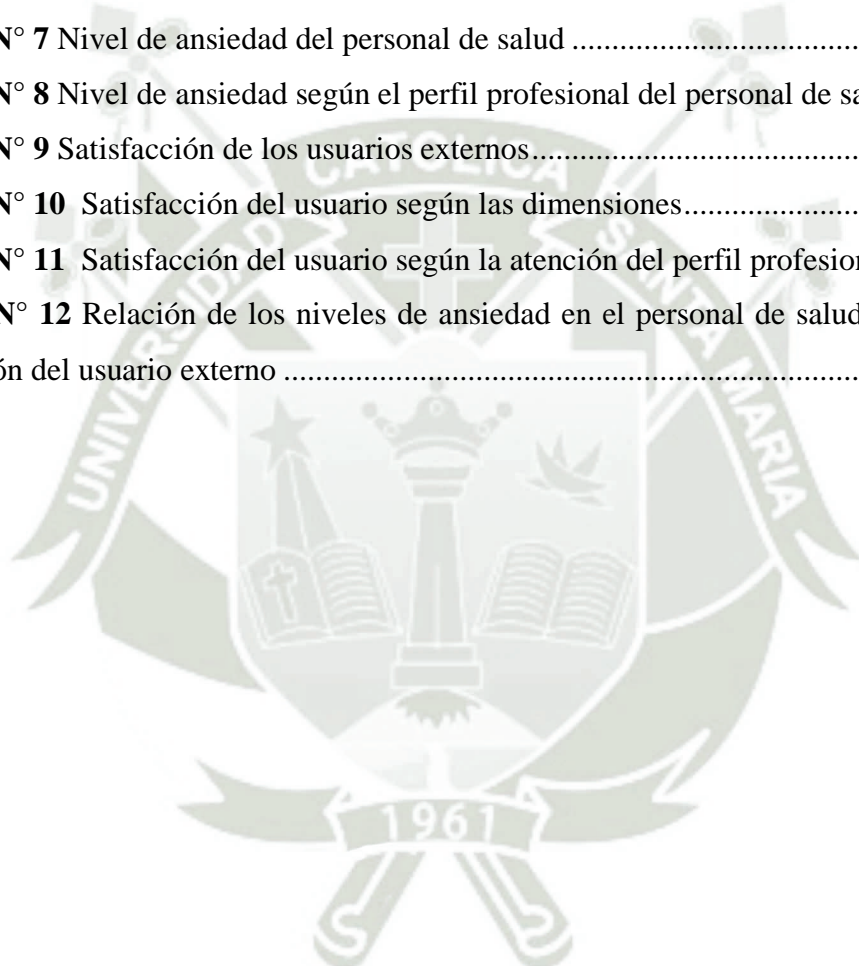 N° 7 Nivel de ansiedad del personal de salud ....................................
N° 8 Nivel de ansiedad según el perfil profesional del personal de sa
N° 9 Satisfacción de los usuarios externos.........................................
N° 10 Satisfacción del usuario según las dimensiones......................
N° 11 Satisfacción del usuario según la atención del perfil profesion
N° 12 Relación de los niveles de ansiedad en el personal de salud
ón del usuario externo ........................................................................
UNIVERSIDAD CATOLICA SANTA MARIA
1961